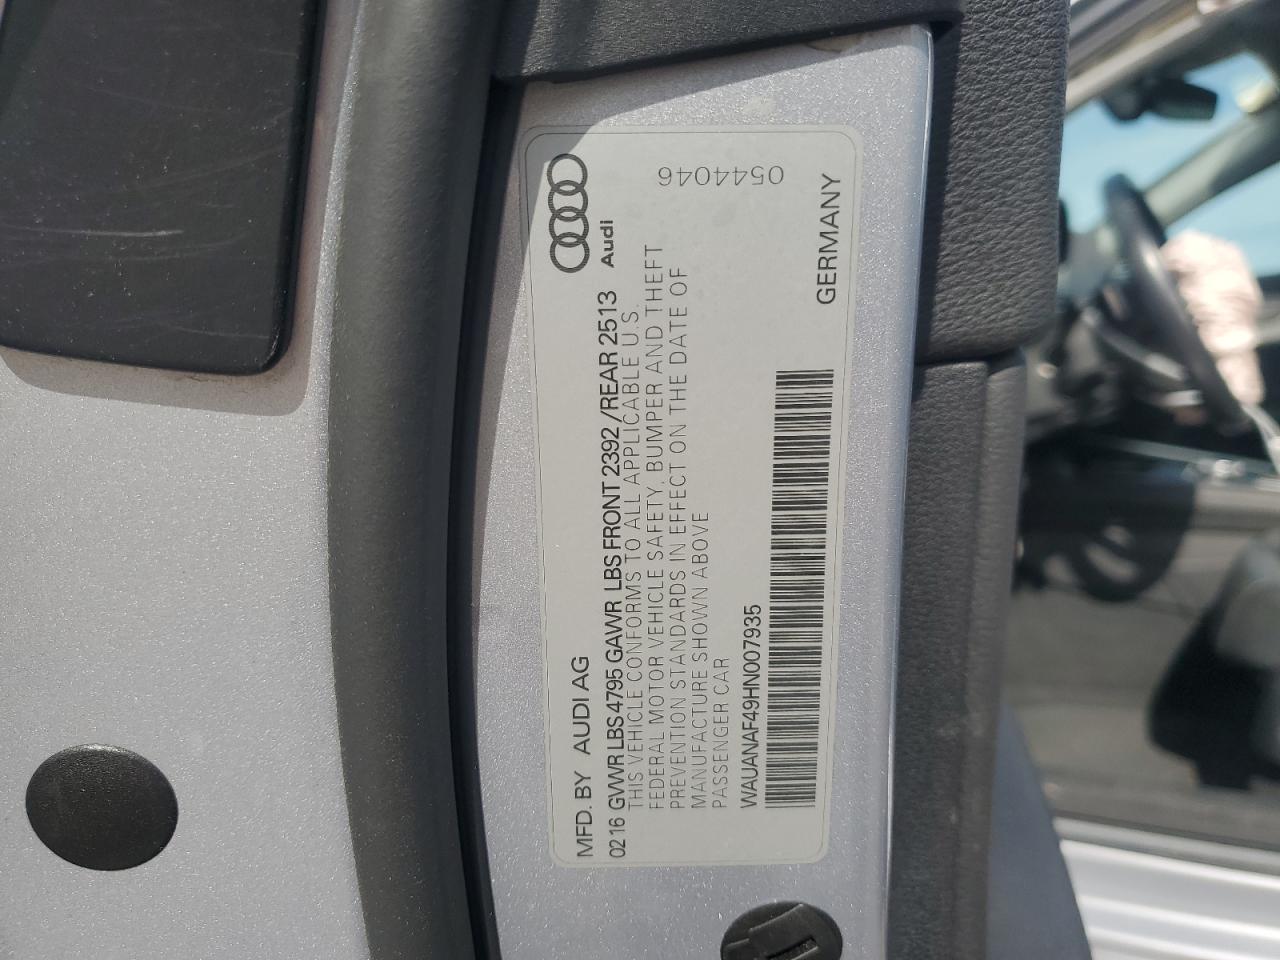 MFD. BY AUDI AG
Audi
02 16 GVWR LBS 4795 GAWR LBS FRONT 2392 /REAR 2513
THIS VEHICLE CONFORMS TO ALL APPLICABLE U.S.
FEDERAL MOTOR VEHICLE SAFETY, BUMPER AND THEFT
PREVENTION STANDARDS IN EFFECT ON THE DATE OF
MANUFACTURE SHOWN ABOVE
PASSENGER CAR
0544046
WAUANAF49HN007935
GERMANY